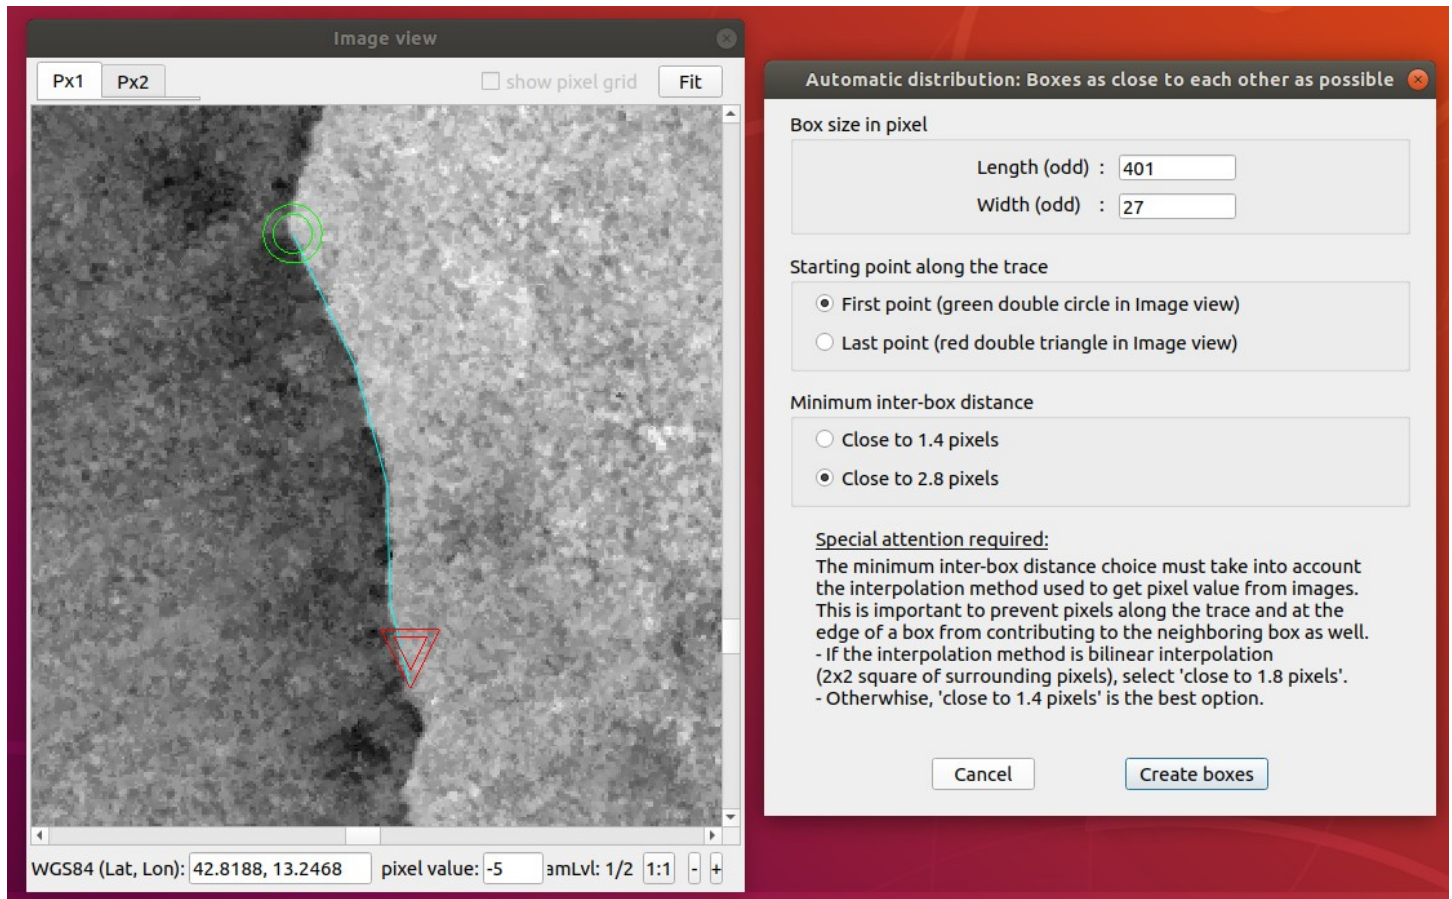 Image view
Px1 Px2 show pixel grid Fit
WGS84 (Lat, Lon): 42.8188, 13.2468 pixel value: -5 amLvl: 1/2 1:1 - +
Automatic distribution: Boxes as close to each other as possible
Box size in pixel
Length (odd) : 401
Width (odd) : 27
Starting point along the trace
First point (green double circle in Image view)
Last point (red double triangle in Image view)
Minimum inter-box distance
Close to 1.4 pixels
Close to 2.8 pixels
Special attention required:
The minimum inter-box distance choice must take into account
the interpolation method used to get pixel value from images.
This is important to prevent pixels along the trace and at the
edge of a box from contributing to the neighboring box as well.
- If the interpolation method is bilinear interpolation
(2x2 square of surrounding pixels), select 'close to 1.8 pixels'.
- Otherwhise, 'close to 1.4 pixels' is the best option.
Cancel Create boxes